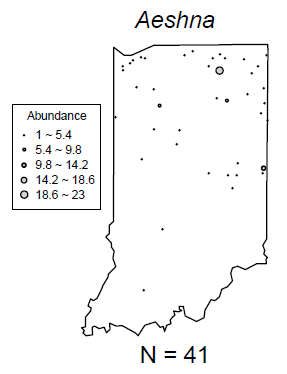 Aeshna
Abundance
1 ~ 5.4
5.4 ~ 9.8
9.8 ~ 14.2
14.2 ~ 18.6
18.6 ~ 23
N = 41